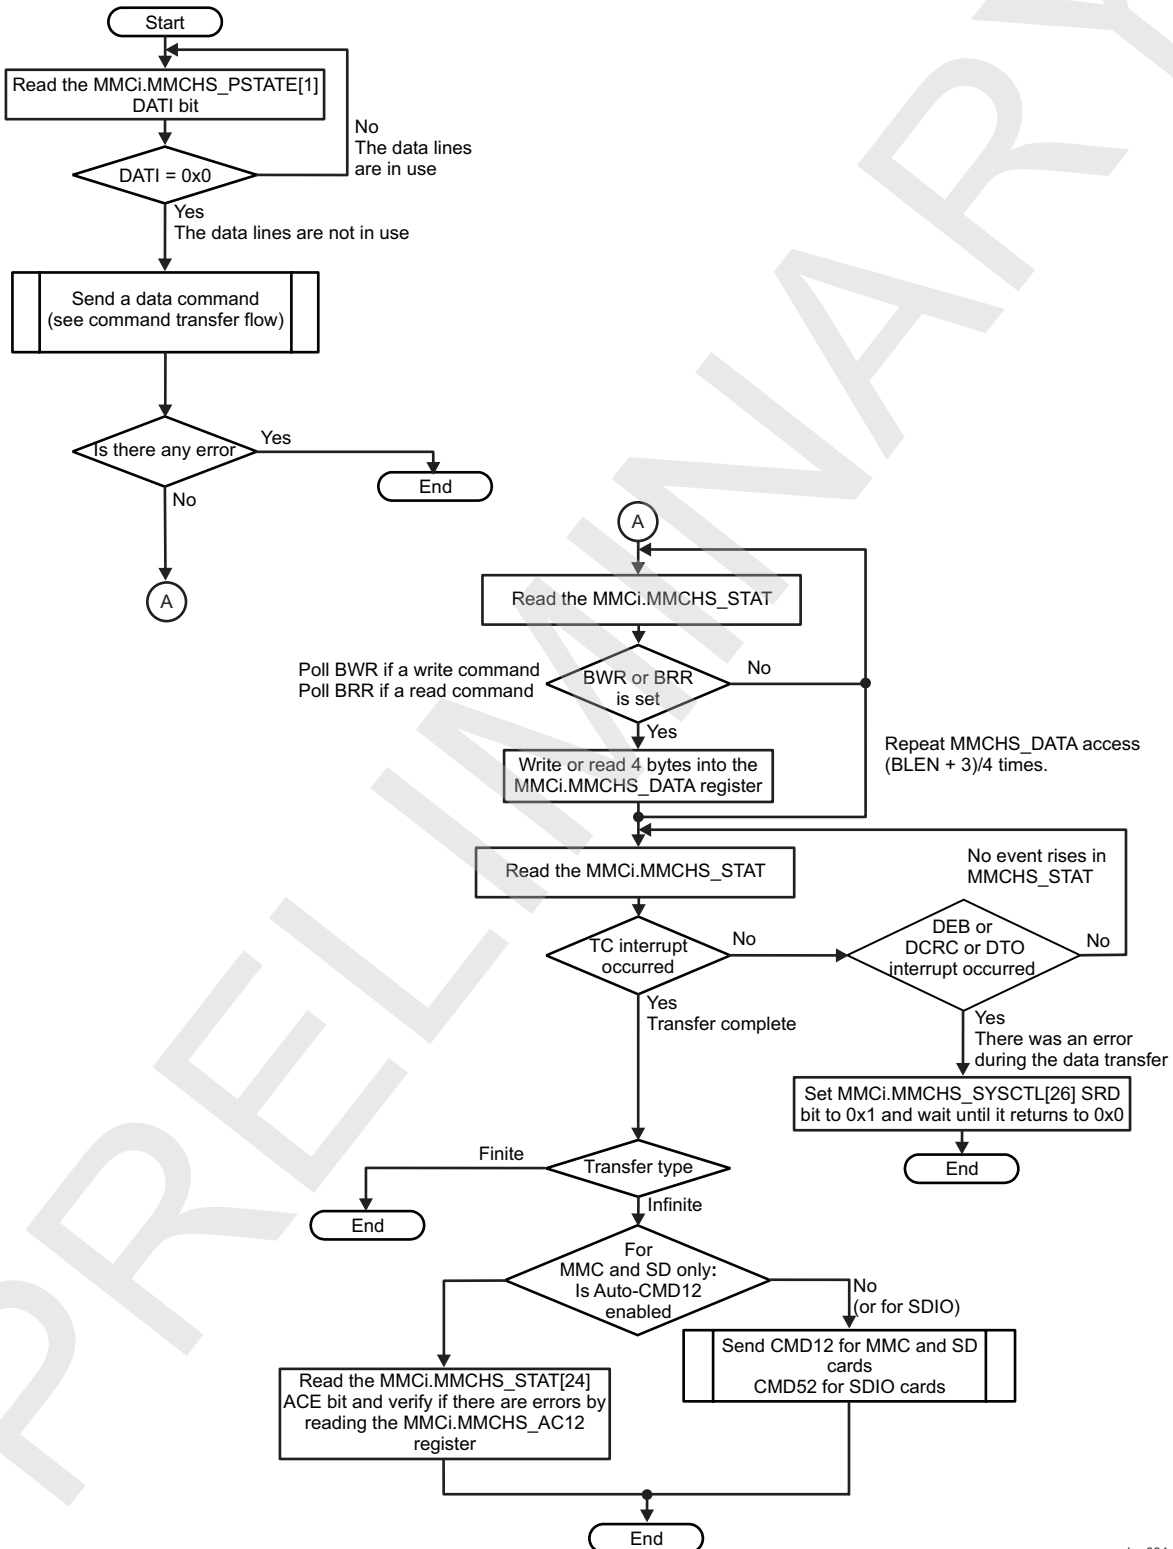 Start
Read the MMCi.MMCHS_PSTATE[1]
DATI bit
No
The data lines
are in use
DATI = 0x0
Yes
The data lines are not in use
Send a data command
(see command transfer flow)
Is there any error
Yes
End
No
A
A
Read the MMCi.MMCHS_STAT
Poll BWR if a write command
Poll BRR if a read command
BWR or BRR
is set
No
Yes
Repeat MMCHS_DATA access
(BLEN + 3)/4 times.
Write or read 4 bytes into the
MMCi.MMCHS_DATA register
Read the MMCi.MMCHS_STAT
No event rises in
MMCHS_STAT
TC interrupt
occurred
No
DEB or
DCRC or DTO
interrupt occurred
No
Yes
Transfer complete
Yes
There was an error
during the data transfer
Set MMCi.MMCHS_SYSCTL[26] SRD
bit to 0x1 and wait until it returns to 0x0
End
Finite
Transfer type
End
Infinite
For
MMC and SD only:
Is Auto-CMD12
enabled
No
(or for SDIO)
Send CMD12 for MMC and SD
cards
CMD52 for SDIO cards
Read the MMCi.MMCHS_STAT[24]
ACE bit and verify if there are errors by
reading the MMCi.MMCHS_AC12
register
End
PRELIMINARY